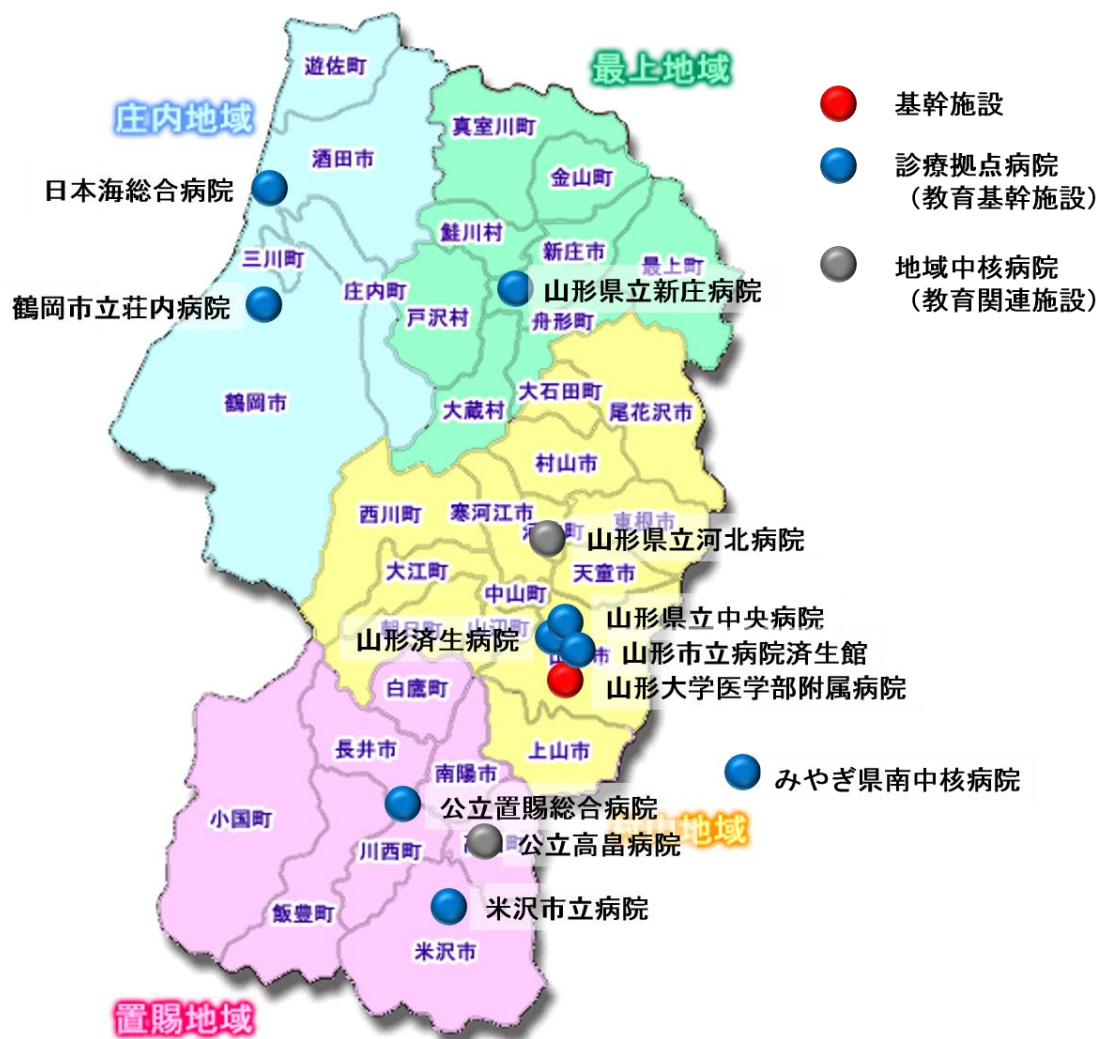 遊佐町
最上地域
庄内地域
真室川町
酒田市
金山町
日本海総合病院
鮭川村
新庄市
三川町
最上町
庄内町
山形県立新庄病院
鶴岡市立荘内病院
戸沢村
舟形町
大石田町
鶴岡市
大蔵村
尾花沢市
村山市
西川町
寒河江市
東根市
山形県立河北病院
大江町
天童市
中山町
朝日町
山辺町
山形県立中央病院
山形済生病院
山形市立病院済生館
山形大学医学部附属病院
白鷹町
長井市
上山市
南陽市
みやぎ県南中核病院
公立置賜総合病院
小国町
地域
川西町
公立高畠病院
飯豊町
米沢市立病院
米沢市
置賜地域
基幹施設
診療拠点病院
（教育基幹施設）
地域中核病院
（教育関連施設）